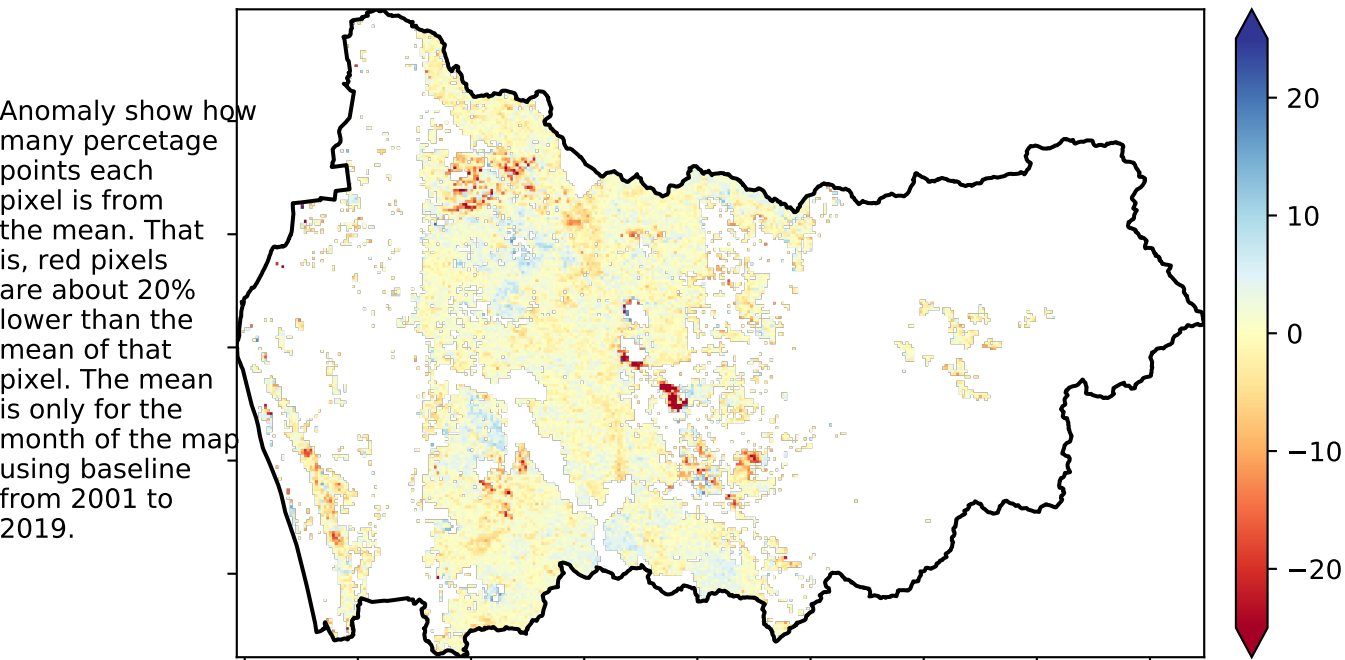 Anomaly show how
many percetage
points each
pixel is from
the mean. That
is, red pixels
are about 20%
lower than the
mean of that
pixel. The mean
is only for the
month of the map
using baseline
from 2001 to
2019.
20
10
0
−10
−20